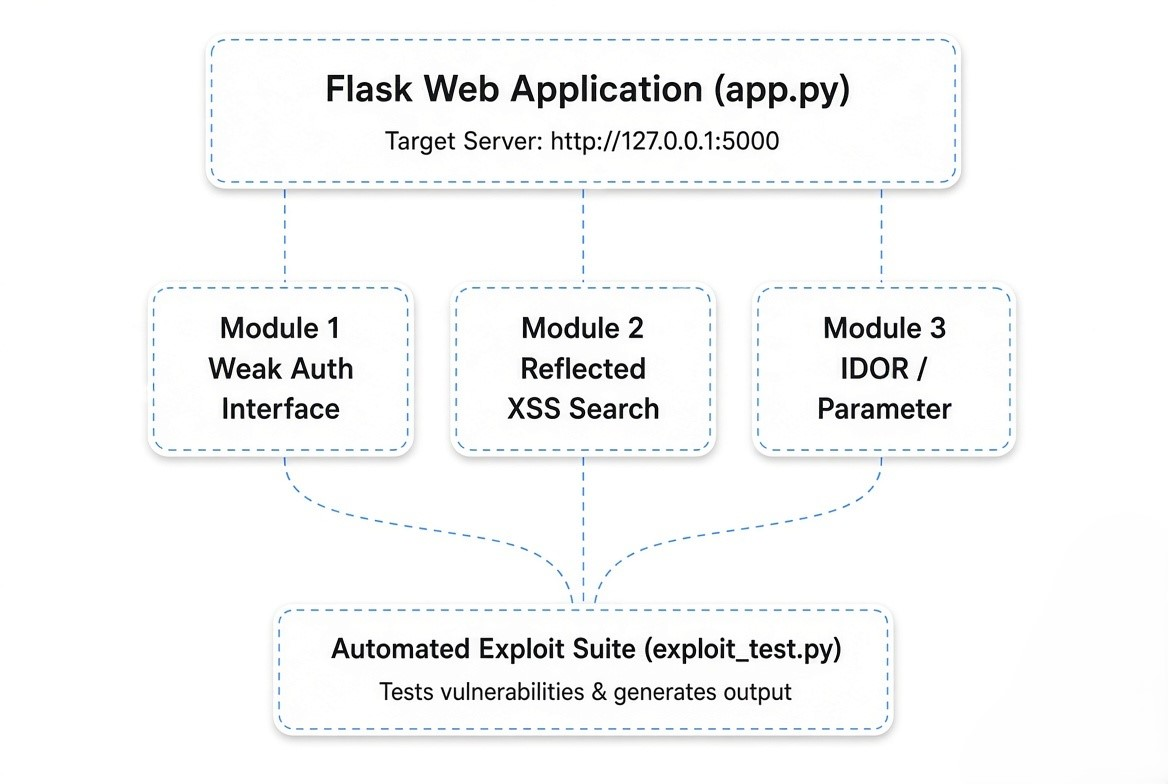 Flask Web Application (app.py)
Target Server: http://127.0.0.1:5000
Module 1
Weak Auth
Interface
Module 2
Reflected
XSS Search
Module 3
IDOR /
Parameter
Automated Exploit Suite (exploit_test.py)
Tests vulnerabilities & generates output